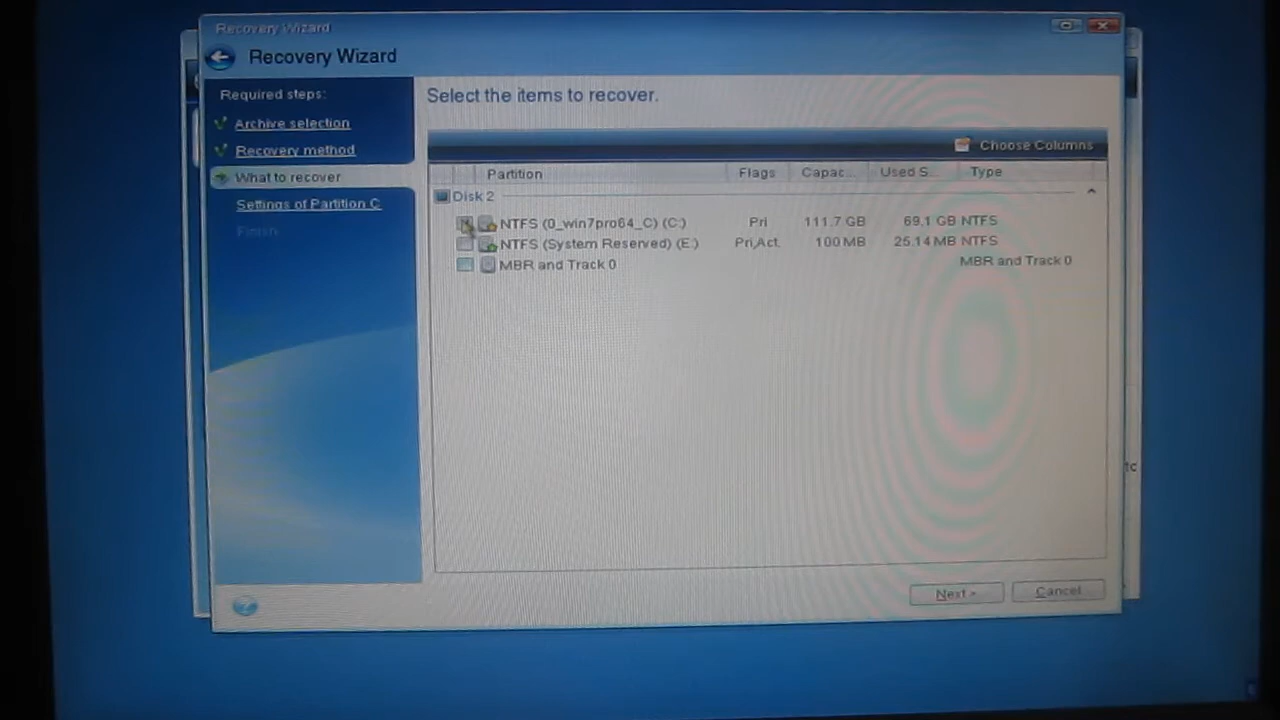 Recovery Wizard
Recovery Wizard
Required steps:
Archive selection
Recovery method
What to recover
Settings of Partition C
Finish
Select the items to recover.
Choose Columns
Partition Flags Capac... Used S... Type
Disk 2
NTFS (0_win7pro64_C) (C:) Pri 111.7 GB 69.1 GB NTFS
NTFS (System Reserved) (E:) Pri,Act. 100 MB 25.14 MB NTFS
MBR and Track 0 MBR and Track 0
tc
Next > Cancel